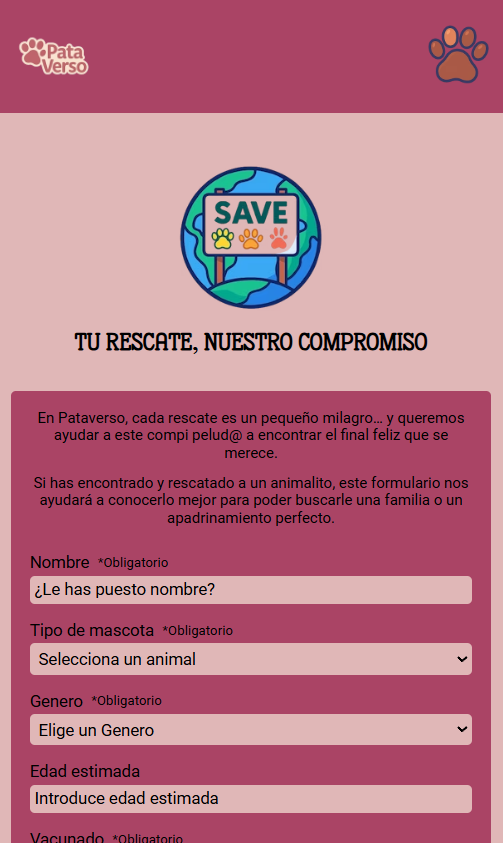 Pata
Verso
SAVE
TU RESCATE, NUESTRO COMPROMISO
En Pataverso, cada rescate es un pequeño milagro… y queremos
ayudar a este compi pelud@ a encontrar el final feliz que se
merece.
Si has encontrado y rescatado a un animalito, este formulario nos
ayudará a conocerlo mejor para poder buscarle una familia o un
apadrinamiento perfecto.
Nombre *Obligatorio
¿Le has puesto nombre?
Tipo de mascota *Obligatorio
Selecciona un animal
Genero *Obligatorio
Elige un Genero
Edad estimada
Introduce edad estimada
Vacunado *Obligatorio